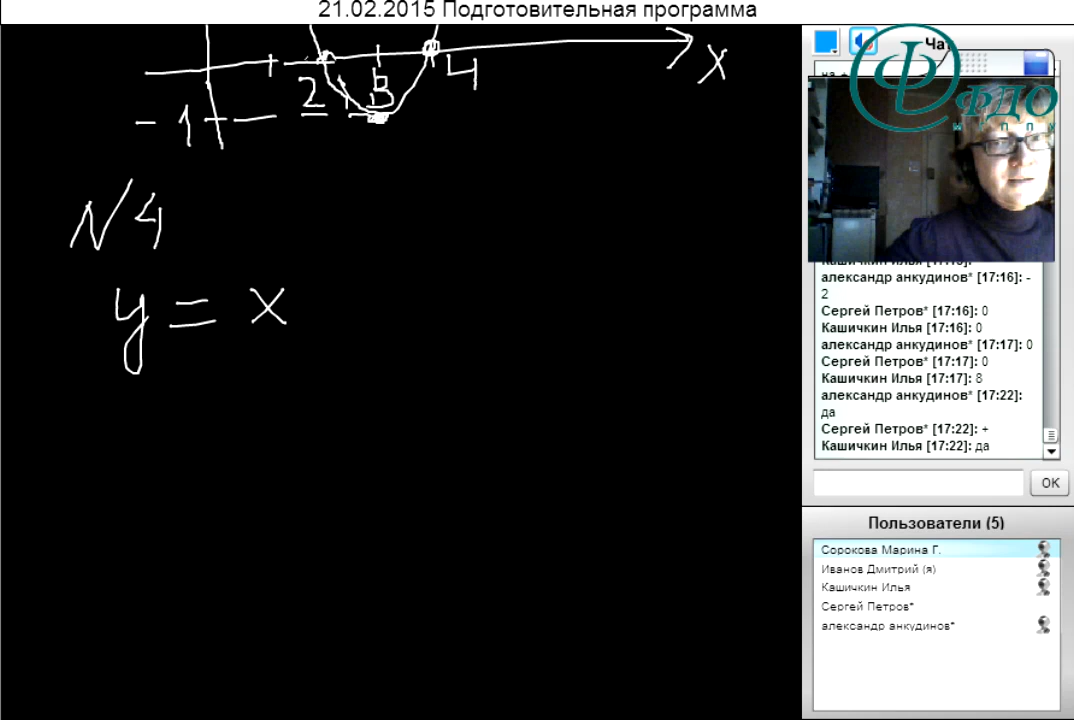 21.02.2015 Подготовительная программа
x
2 3 4
- 1
N 4
y = x
Чат
ФДО
МГППУ
александр анкудинов* [17:16]: -
2
Сергей Петров* [17:16]: 0
Кашичкин Илья [17:16]: 0
александр анкудинов* [17:17]: 0
Сергей Петров* [17:17]: 0
Кашичкин Илья [17:17]: 8
александр анкудинов* [17:22]:
да
Сергей Петров* [17:22]: +
Кашичкин Илья [17:22]: да
OK
Пользователи (5)
Сорокова Марина Г.
Иванов Дмитрий (я)
Кашичкин Илья
Сергей Петров*
александр анкудинов*